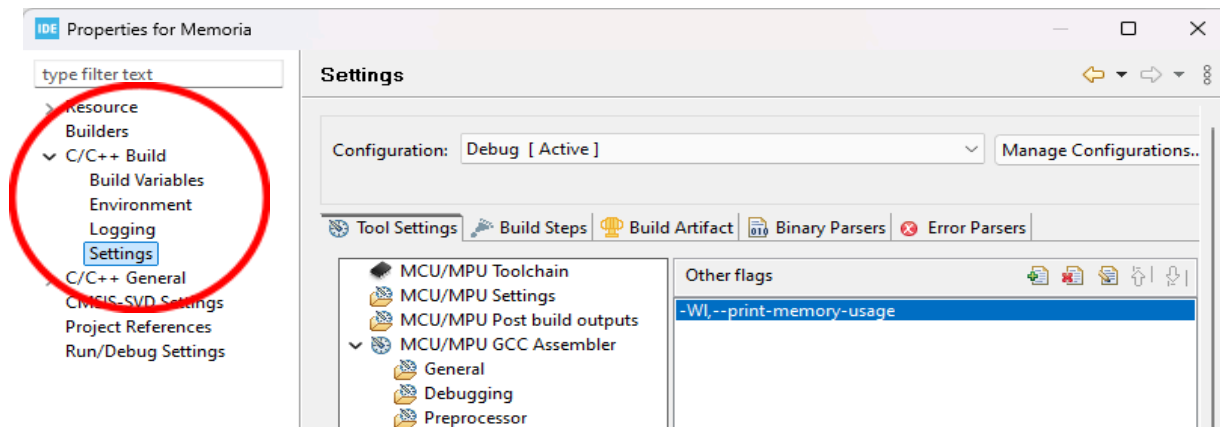 IDE Properties for Memoria
type filter text
Settings
Resource
Builders
C/C++ Build
Build Variables
Environment
Logging
Settings
C/C++ General
CMSIS-SVD Settings
Project References
Run/Debug Settings
Configuration: Debug [ Active ] Manage Configurations..
Tool Settings Build Steps Build Artifact Binary Parsers Error Parsers
MCU/MPU Toolchain
MCU/MPU Settings
MCU/MPU Post build outputs
MCU/MPU GCC Assembler
General
Debugging
Preprocessor
Other flags
-Wl,--print-memory-usage